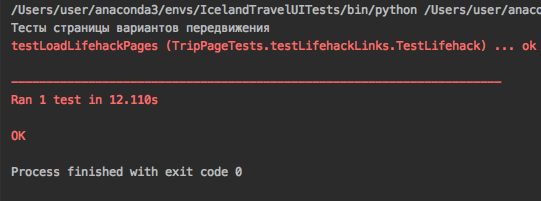 /Users/user/anaconda3/envs/IcelandTravelUITests/bin/python /Users/user/anaco
Тесты страницы вариантов передвижения
testLoadLifehackPages (TripPageTests.testLifehackLinks.TestLifehack) ... ok
----------------------------------------------------------------------
Ran 1 test in 12.110s
OK
Process finished with exit code 0